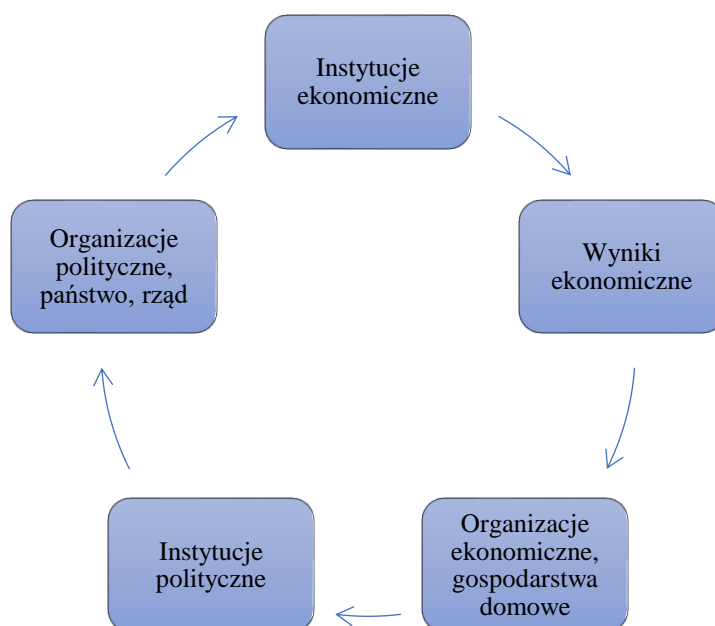 Instytucje
ekonomiczne
Organizacje
polityczne,
państwo, rząd
Wyniki
ekonomiczne
Instytucje
polityczne
Organizacje
ekonomiczne,
gospodarstwa
domowe